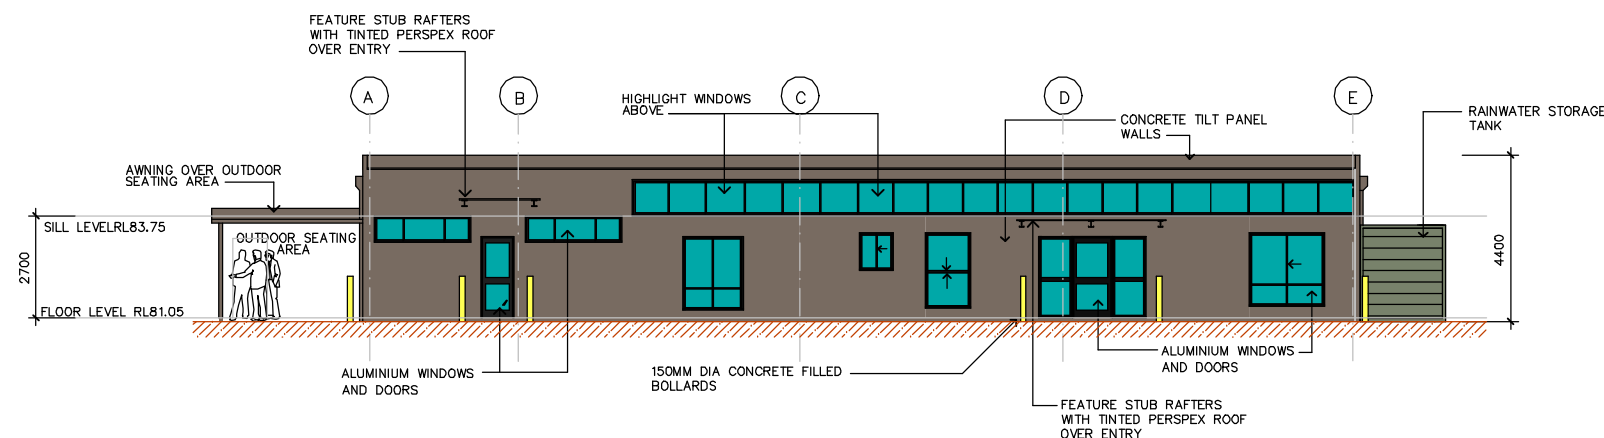 FEATURE STUB RAFTERS
WITH TINTED PERSPEX ROOF
OVER ENTRY
A
B
C
D
E
HIGHLIGHT WINDOWS
ABOVE
CONCRETE TILT PANEL
WALLS
RAINWATER STORAGE
TANK
AWNING OVER OUTDOOR
SEATING AREA
SILL LEVELRL83.75
OUTDOOR SEATING
AREA
2700
4400
FLOOR LEVEL RL81.05
ALUMINIUM WINDOWS
AND DOORS
150MM DIA CONCRETE FILLED
BOLLARDS
ALUMINIUM WINDOWS
AND DOORS
FEATURE STUB RAFTERS
WITH TINTED PERSPEX ROOF
OVER ENTRY